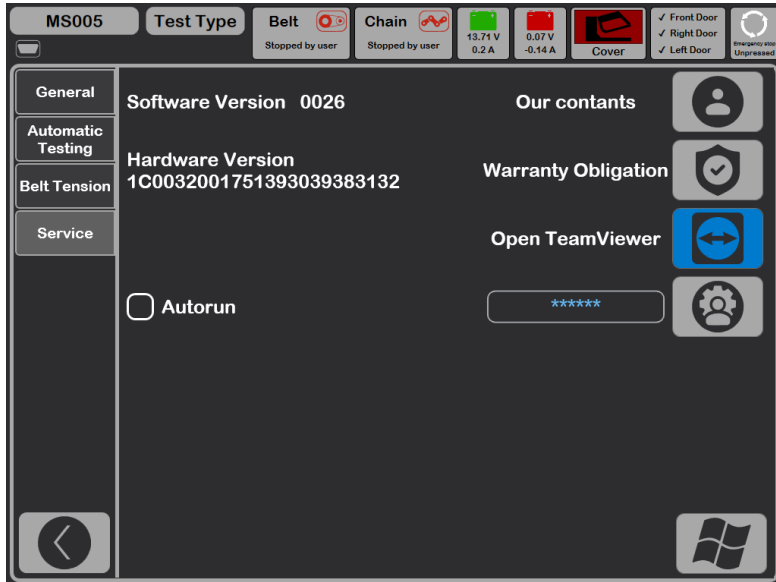 MS005
Test Type
Belt
Stopped by user
Chain
Stopped by user
13.71 V
0.2 A
0.07 V
-0.14 A
Cover
✓ Front Door
✓ Right Door
✓ Left Door
Emergency stop
Unpressed
General
Automatic
Testing
Belt Tension
Service
Software Version 0026
Our contants
Hardware Version
1C0032001751393039383132
Warranty Obligation
Open TeamViewer
Autorun
******